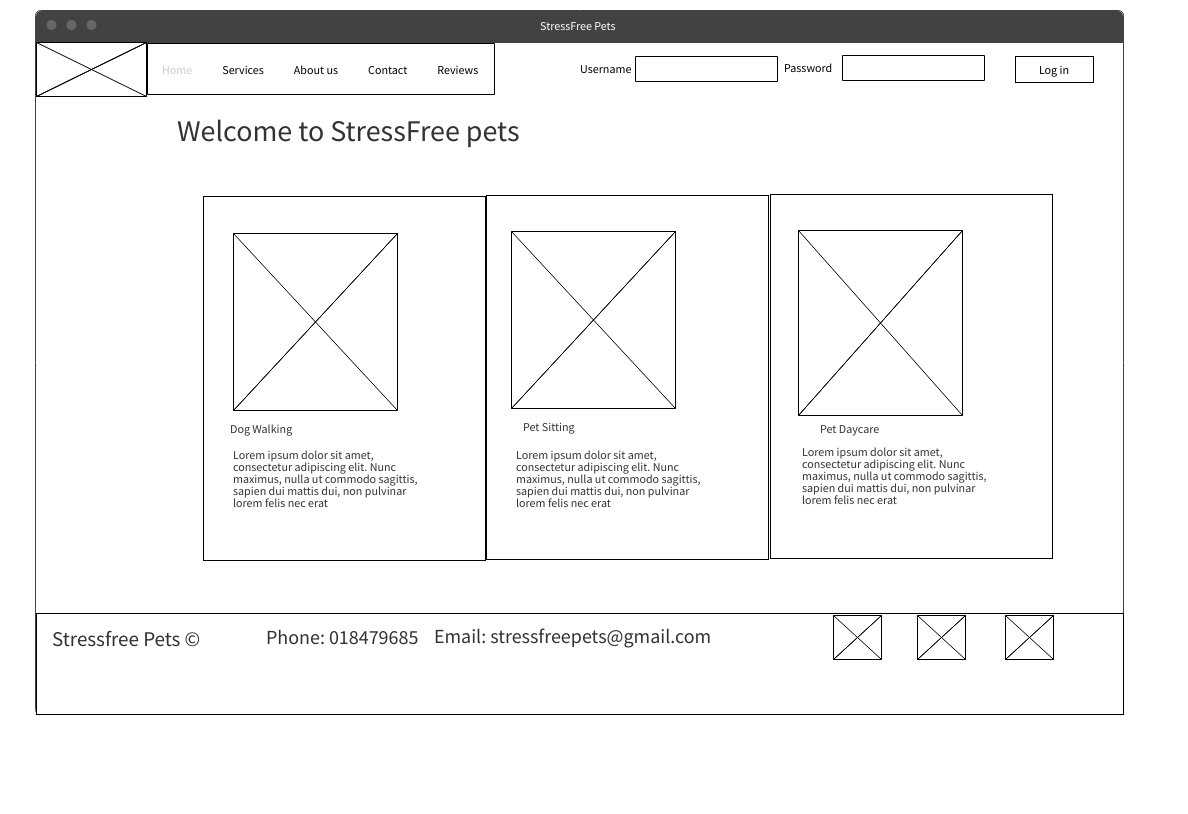 StressFree Pets
Home Services About us Contact Reviews Username Password Log in
Welcome to StressFree pets
Dog Walking
Lorem ipsum dolor sit amet,
consectetur adipiscing elit. Nunc
maximus, nulla ut commodo sagittis,
sapien dui mattis dui, non pulvinar
lorem felis nec erat
Pet Sitting
Lorem ipsum dolor sit amet,
consectetur adipiscing elit. Nunc
maximus, nulla ut commodo sagittis,
sapien dui mattis dui, non pulvinar
lorem felis nec erat
Pet Daycare
Lorem ipsum dolor sit amet,
consectetur adipiscing elit. Nunc
maximus, nulla ut commodo sagittis,
sapien dui mattis dui, non pulvinar
lorem felis nec erat
Stressfree Pets © Phone: 018479685 Email: stressfreepets@gmail.com